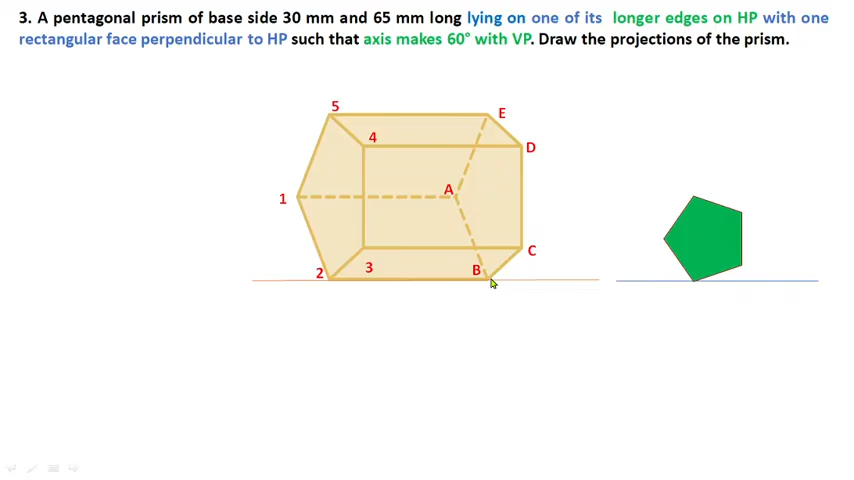 3. A pentagonal prism of base side 30 mm and 65 mm long lying on one of its longer edges on HP with one
rectangular face perpendicular to HP such that axis makes 60° with VP. Draw the projections of the prism.
5
E
4
D
A
1
C
3
B
2